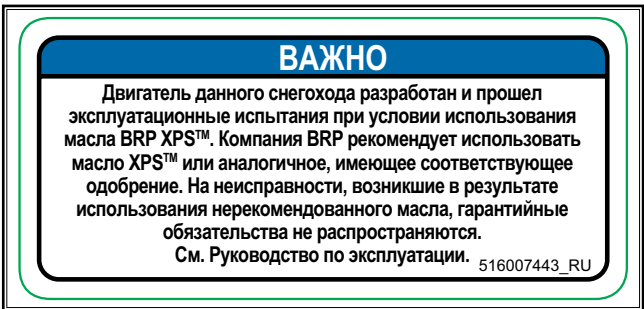 ВАЖНО
Двигатель данного снегохода разработан и прошел
эксплуатационные испытания при условии использования
масла BRP XPS™. Компания BRP рекомендует использовать
масло XPS™ или аналогичное, имеющее соответствующее
одобрение. На неисправности, возникшие в результате
использования нерекомендованного масла, гарантийные
обязательства не распространяются.
См. Руководство по эксплуатации. 516007443_RU